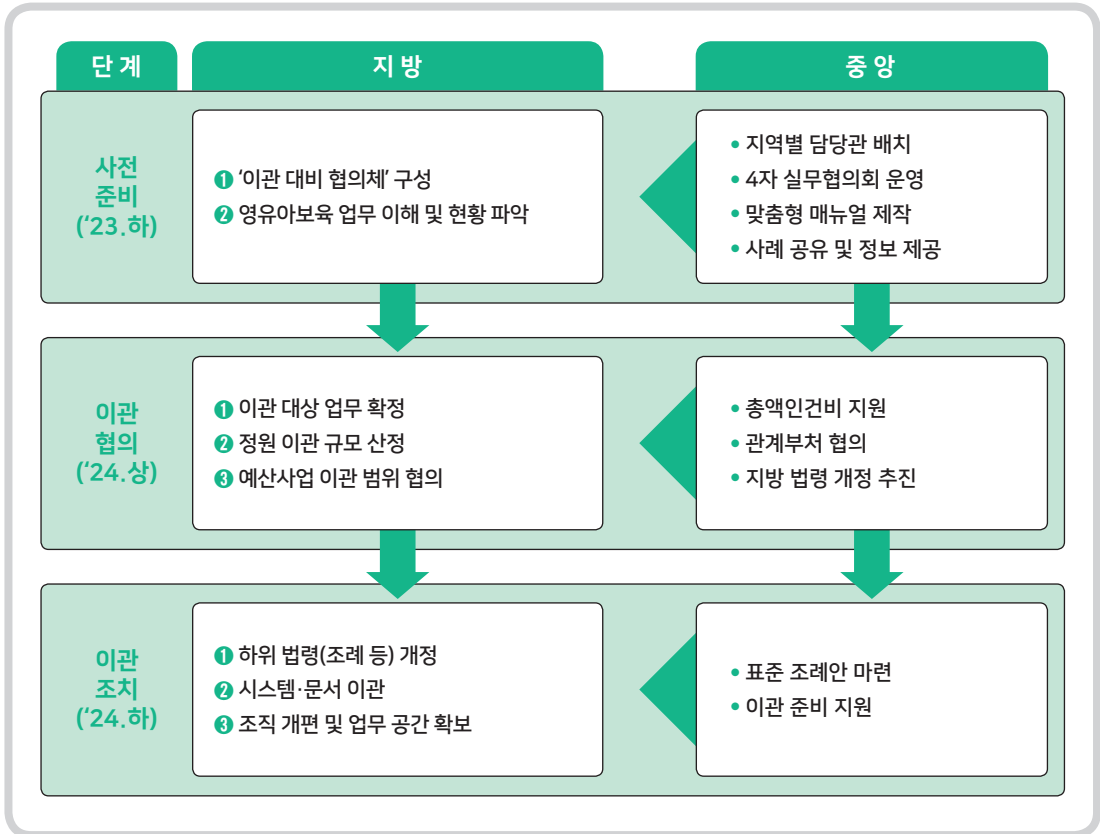 단 계
지 방
중 앙
사전
준비
(‘23.하)
❶ ‘이관 대비 협의체’ 구성
❷ 영유아보육 업무 이해 및 현황 파악
• 지역별 담당관 배치
• 4자 실무협의회 운영
• 맞춤형 매뉴얼 제작
• 사례 공유 및 정보 제공
이관
협의
(‘24.상)
❶ 이관 대상 업무 확정
❷ 정원 이관 규모 산정
❸ 예산사업 이관 범위 협의
• 총액인건비 지원
• 관계부처 협의
• 지방 법령 개정 추진
이관
조치
(‘24.하)
❶ 하위 법령(조례 등) 개정
❷ 시스템·문서 이관
❸ 조직 개편 및 업무 공간 확보
• 표준 조례안 마련
• 이관 준비 지원